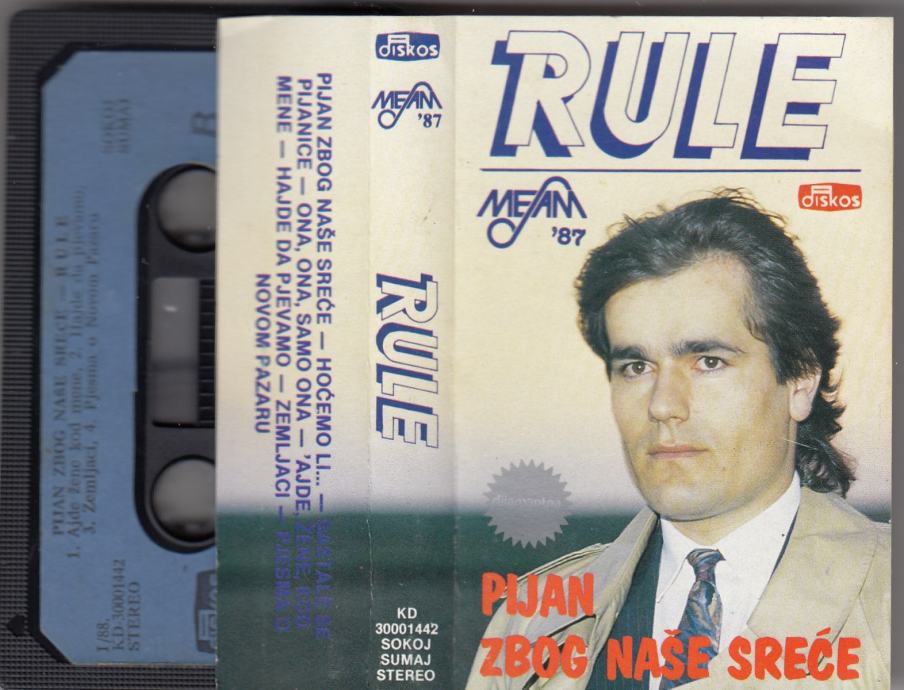 PIJAN ZBOG NAŠE SREĆE – RULE
1. Ajde žene kod mene, 2. Hajde da pjevamo,
3. Zemljaci, 4. Pjesma o Novom Pazaru
SOKOJ
SUMAJ
I/88,
KD-30001442
STEREO
PIJAN ZBOG NAŠE SREĆE – HOĆEMO LI... – SASTALE SE
PIJANICE – ONA, ONA, SAMO ONA – 'AJDE, ŽENE, KOD
MENE – HAJDE DA PJEVAMO – ZEMLJACI – PJESMA O
NOVOM PAZARU
Diskos
MESAM
'87
RULE
KD
30001442
SOKOJ
SUMAJ
STEREO
RULE
MESAM
'87
Diskos
dijamantna
PIJAN
ZBOG NAŠE SREĆE